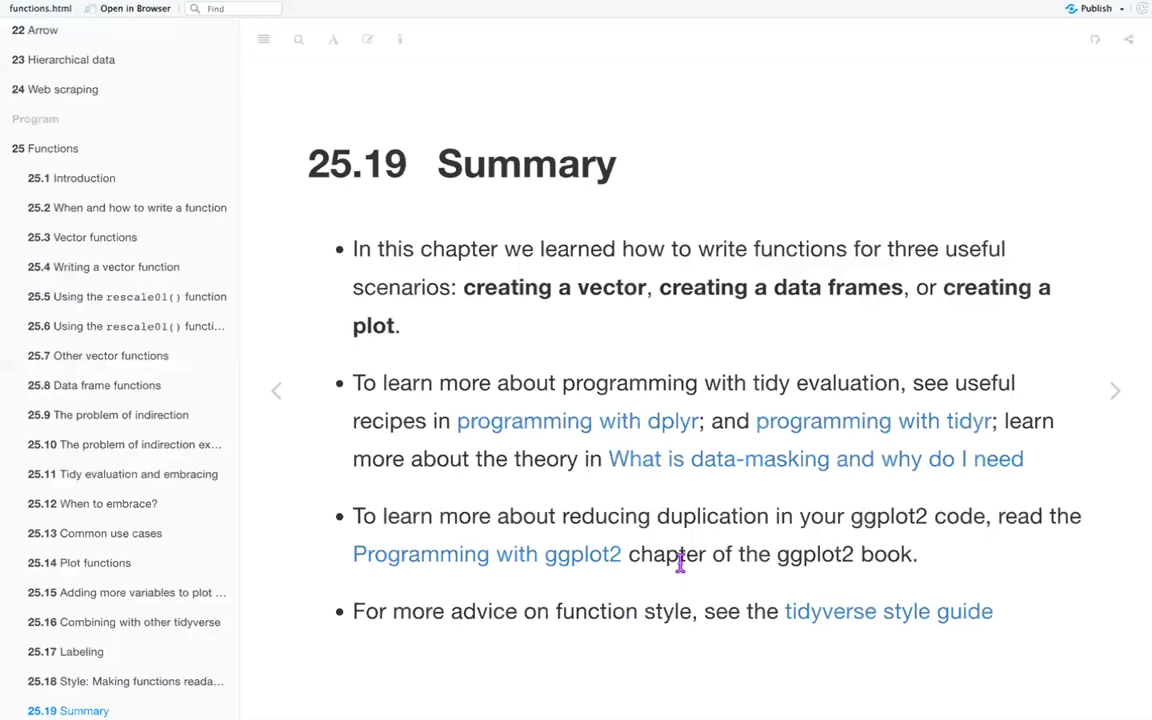 functions.html Open in Browser Find Publish
22 Arrow
23 Hierarchical data
24 Web scraping
Program
25 Functions
25.1 Introduction
25.2 When and how to write a function
25.3 Vector functions
25.4 Writing a vector function
25.5 Using the rescale01() function
25.6 Using the rescale01() functi...
25.7 Other vector functions
25.8 Data frame functions
25.9 The problem of indirection
25.10 The problem of indirection ex...
25.11 Tidy evaluation and embracing
25.12 When to embrace?
25.13 Common use cases
25.14 Plot functions
25.15 Adding more variables to plot ...
25.16 Combining with other tidyverse
25.17 Labeling
25.18 Style: Making functions reada...
25.19 Summary
25.19 Summary
• In this chapter we learned how to write functions for three useful
scenarios: creating a vector, creating a data frames, or creating a
plot.
• To learn more about programming with tidy evaluation, see useful
recipes in programming with dplyr; and programming with tidyr; learn
more about the theory in What is data-masking and why do I need
• To learn more about reducing duplication in your ggplot2 code, read the
Programming with ggplot2 chapter of the ggplot2 book.
• For more advice on function style, see the tidyverse style guide